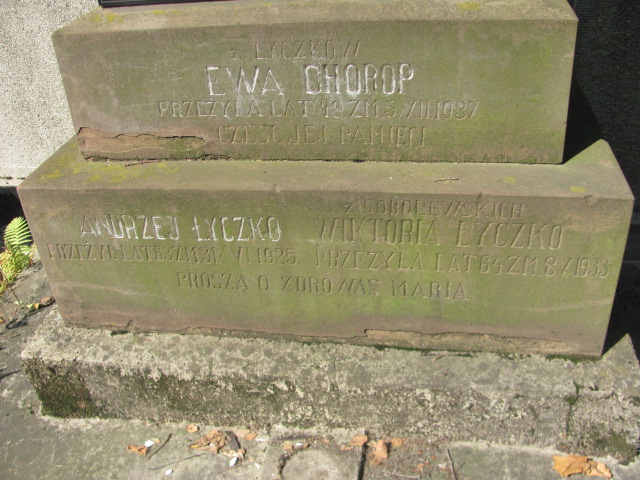 z ŁYCZKÓW
EWA CHOROP
PRZEŻYŁA LAT 48. ZM. 5/XII. 1937
CZEŚĆ JEJ PAMIĘCI
ANDRZEJ ŁYCZKO
PRZEŻYŁ LAT 63 ZM. 31/VI 1925
z SOBOLEWSKICH
WIKTORIA ŁYCZKO
PRZEŻYŁA LAT 64 ZM. 8/V 1933
PROSZĄ O ZDROWAŚ MARIA